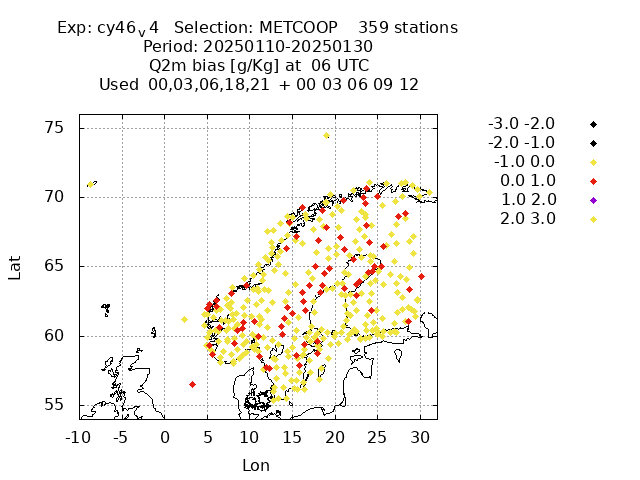 Exp: cy46v4 Selection: METCOOP 359 stations
Period: 20250110-20250130
Q2m bias [g/Kg] at 06 UTC
Used 00,03,06,18,21 + 00 03 06 09 12
-3.0 -2.0
-2.0 -1.0
-1.0 0.0
0.0 1.0
1.0 2.0
2.0 3.0
75
70
65
60
55
Lat
-10 -5 0 5 10 15 20 25 30
Lon